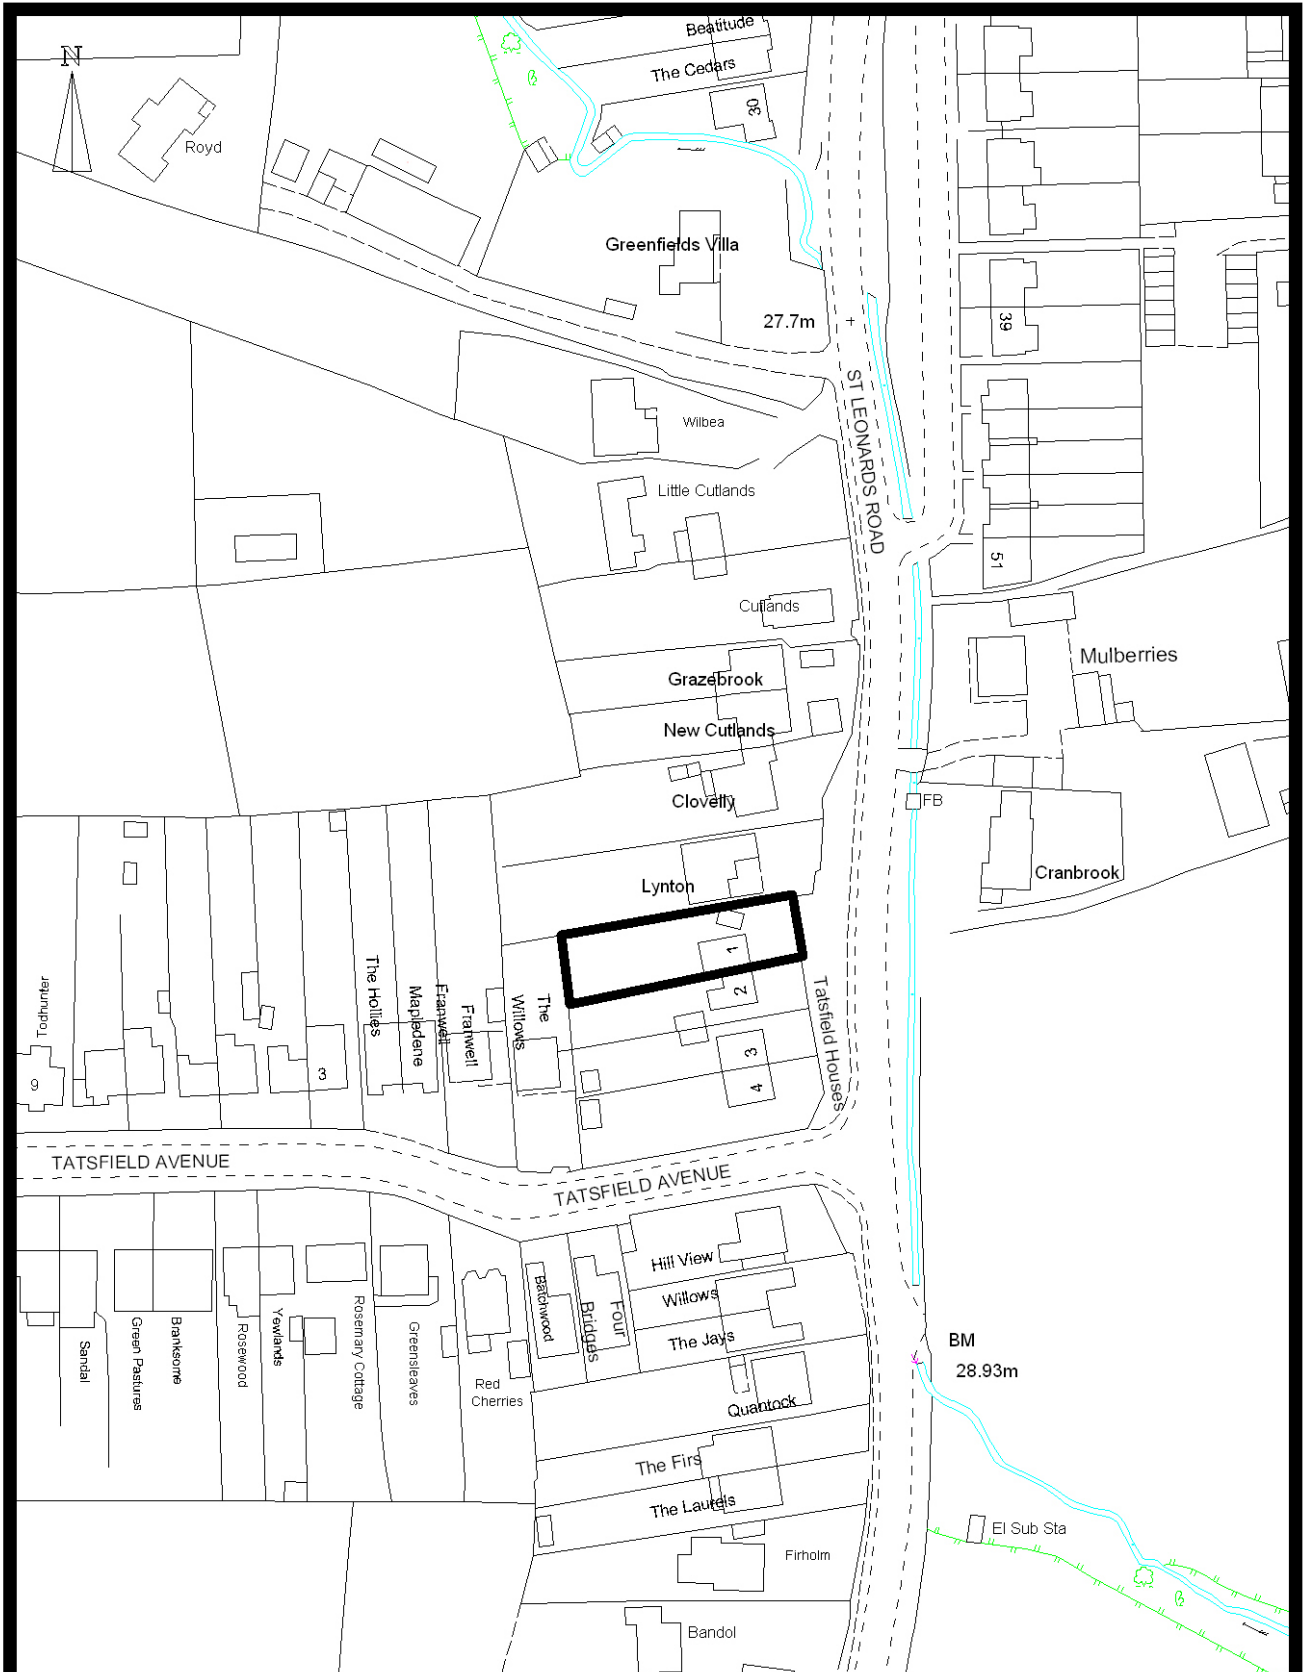 Beatitude
N
The Cedars
30
Royd
Greenfields Villa
27.7m
39
ST LEONARDS ROAD
Wilbea
Little Cutlands
51
Cutlands
Mulberries
Grazebrook
New Cutlands
Clovelly
FB
Cranbrook
Lynton
1
2
The Hollies
Mapledene
Franwell
Franwell
The
Willows
Todhunter
Tatsfield Houses
3
4
3
9
TATSFIELD AVENUE
TATSFIELD AVENUE
Hill View
Willows
The Jays
Batchwood
Four
Bridges
Sandal
Green Pastures
Branksome
Rosewood
Yewlands
Rosemary Cottage
Greensleaves
Red
Cherries
BM
28.93m
Quantock
The Firs
The Laurels
El Sub Sta
Firholm
Bandol